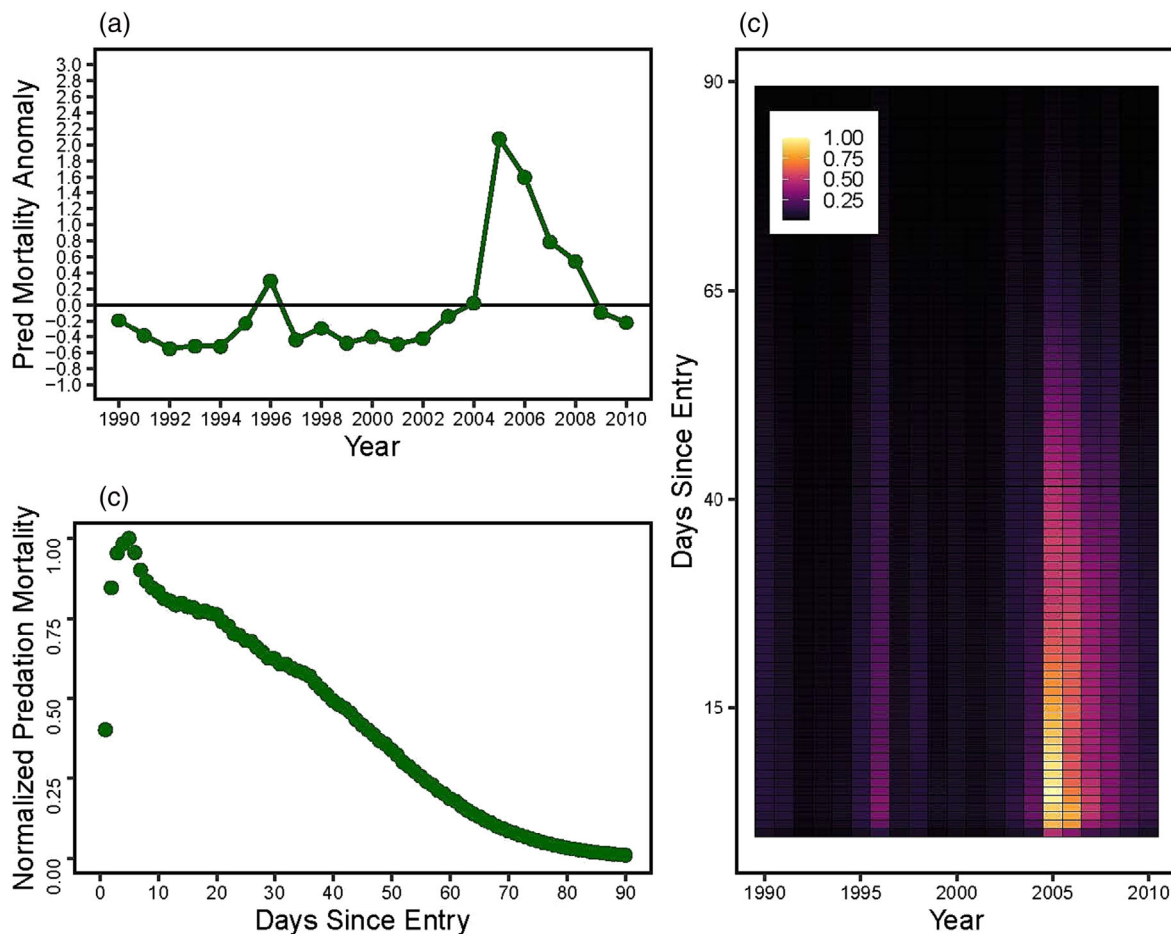 (a)
Pred Mortality Anomaly
3.0
2.6
2.4
2.2
2.0
1.8
1.6
1.4
1.2
1.0
0.8
0.6
0.4
0.2
0.0
−0.2
−0.4
−0.6
−0.8
−1.0
1990 1992 1994 1996 1998 2000 2002 2004 2006 2008 2010
Year
(c)
Normalized Predation Mortality
1.00
0.75
0.50
0.25
0.00
0 10 20 30 40 50 60 70 80 90
Days Since Entry
(c)
Days Since Entry
90
65
40
15
1.00
0.75
0.50
0.25
1990 1995 2000 2005 2010
Year